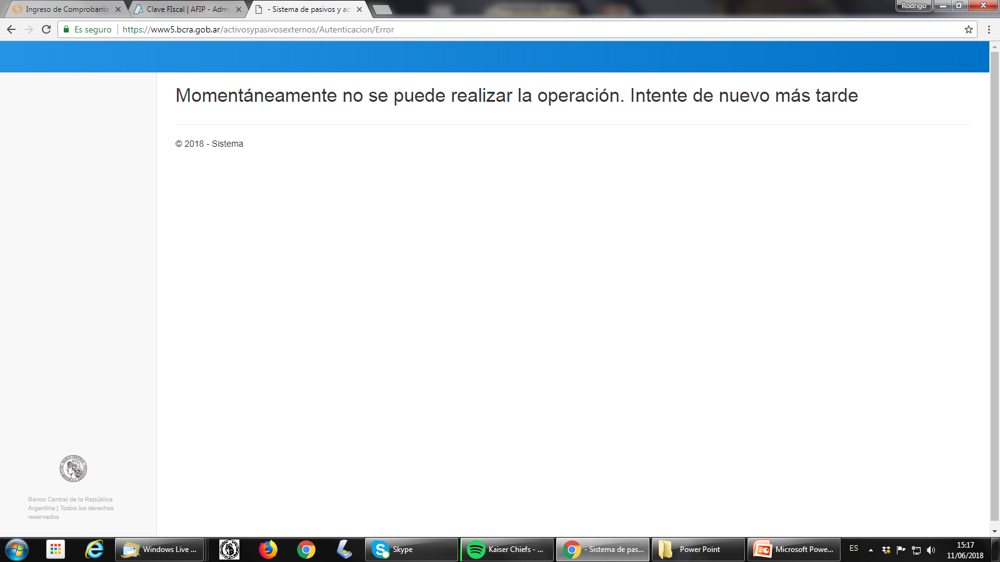 Ingreso de Comprobante
Clave FIscal | AFIP - Admi
- Sistema de pasivos y ac
Rodrigo
Es seguro
https://www5.bcra.gob.ar/activosypasivosexternos/Autenticacion/Error
Momentáneamente no se puede realizar la operación. Intente de nuevo más tarde
© 2018 - Sistema
Banco Central de la República
Argentina | Todos los derechos
reservados
Windows Live ...
Skype
Kaiser Chiefs - ...
- Sistema de pas...
Power Point
Microsoft Powe...
ES
15:17
11/06/2018